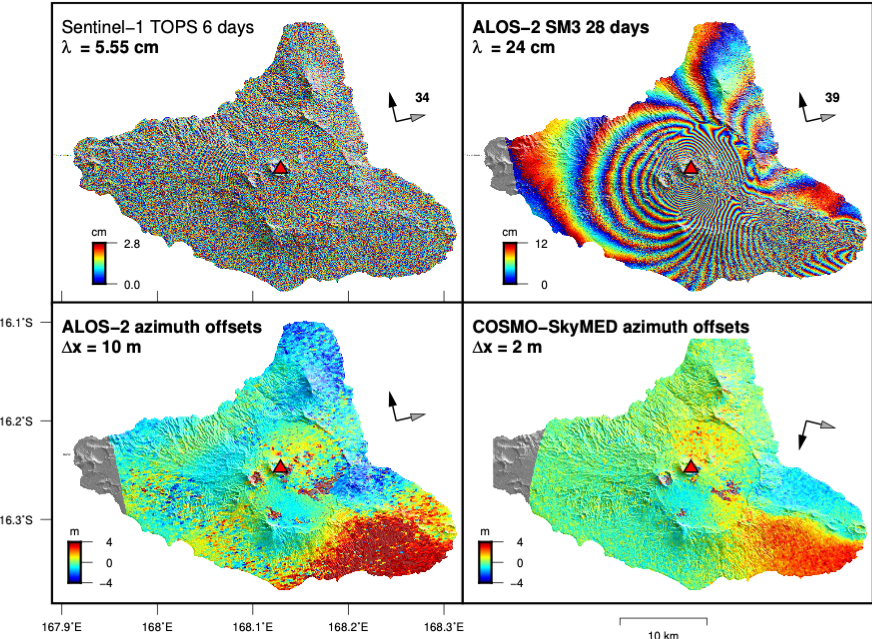 Sentinel−1 TOPS 6 days
λ = 5.55 cm
34
cm
2.8
0.0
ALOS−2 SM3 28 days
λ = 24 cm
39
cm
12
0
ALOS−2 azimuth offsets
Δx = 10 m
m
4
0
−4
COSMO−SkyMED azimuth offsets
Δx = 2 m
m
4
0
−4
16.1°S
16.2°S
16.3°S
167.9°E
168°E
168.1°E
168.2°E
168.3°E
10 km